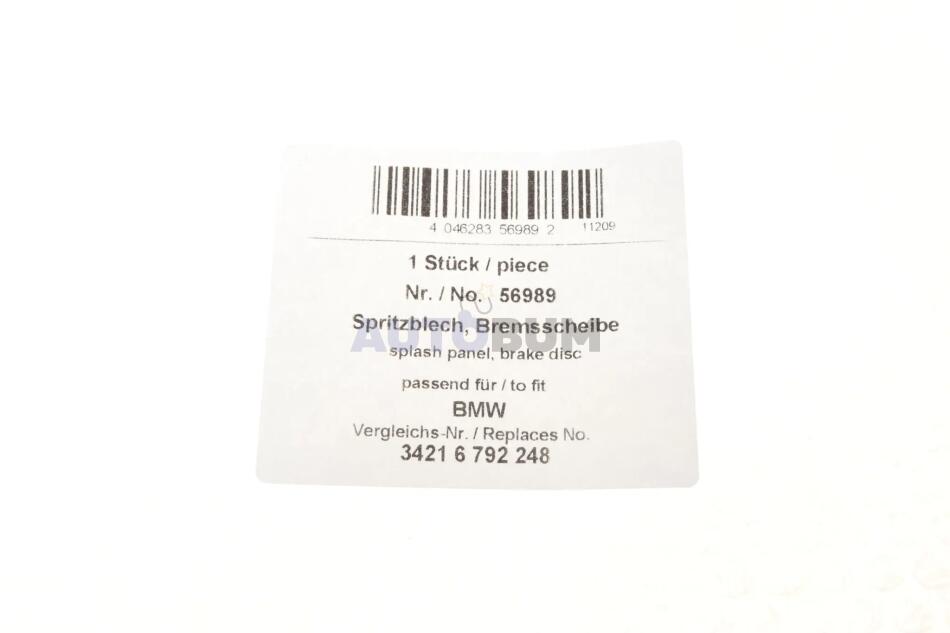 4 046283 56989 2 11209
1 Stück / piece
Nr. / No. 56989
Spritzblech, Bremsscheibe
AUTOBUM
splash panel, brake disc
passend für / to fit
BMW
Vergleichs-Nr. / Replaces No.
3421 6 792 248